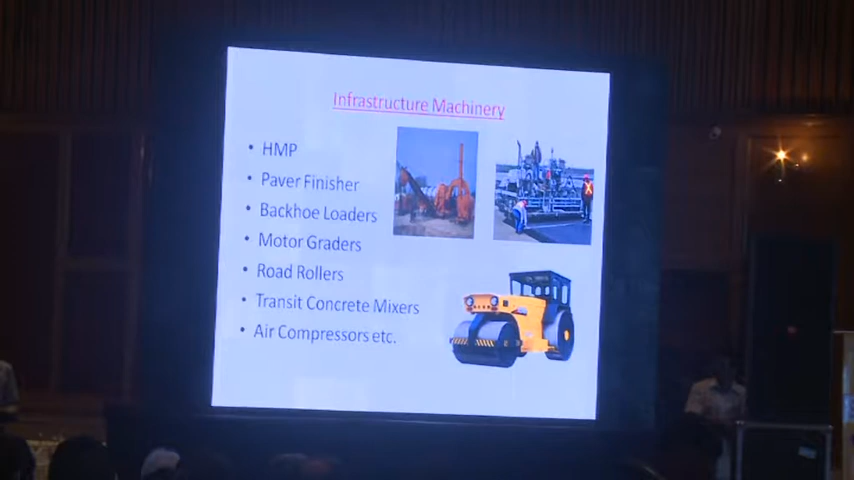 Infrastructure Machinery
• HMP
• Paver Finisher
• Backhoe Loaders
• Motor Graders
• Road Rollers
• Transit Concrete Mixers
• Air Compressors etc.